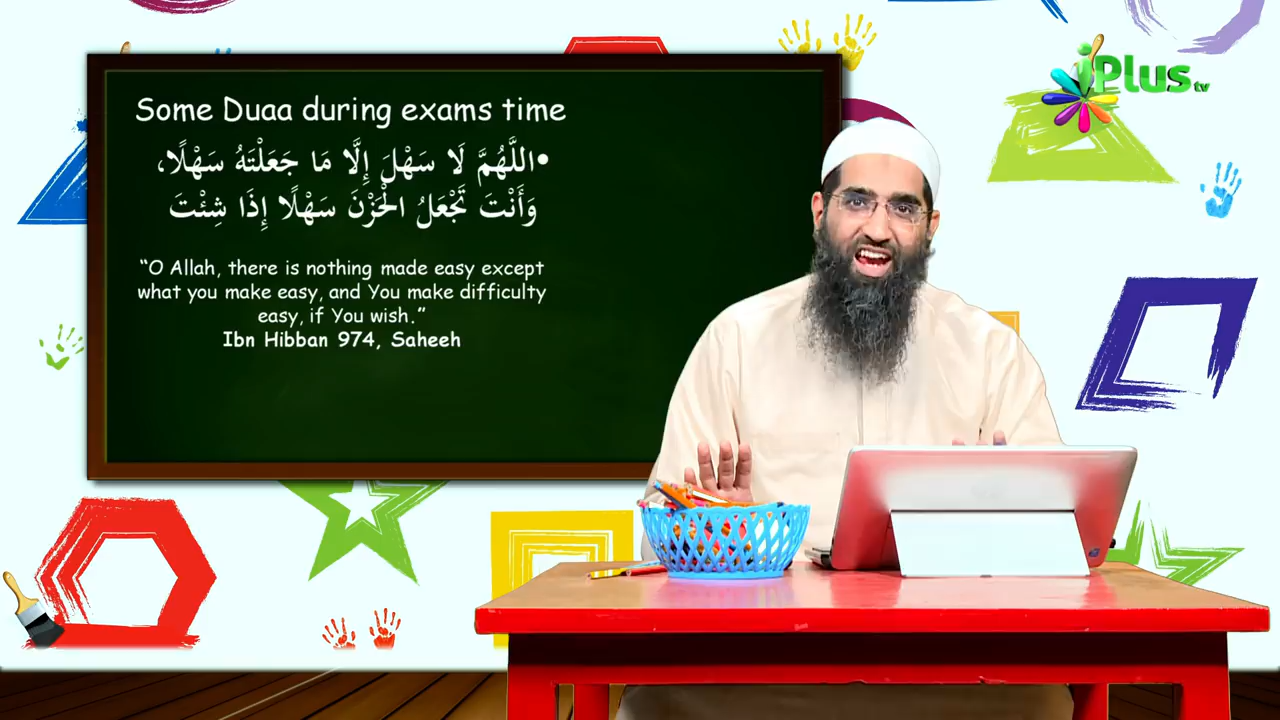 Some Duaa during exams time
•اللَّهُمَّ لَا سَهْلَ إِلَّا مَا جَعَلْتَهُ سَهْلًا،
وَأَنْتَ تَجْعَلُ الْحَزْنَ سَهْلًا إِذَا شِئْتَ
“O Allah, there is nothing made easy except
what you make easy, and You make difficulty
easy, if You wish.”
Ibn Hibban 974, Saheeh
iPlus.tv